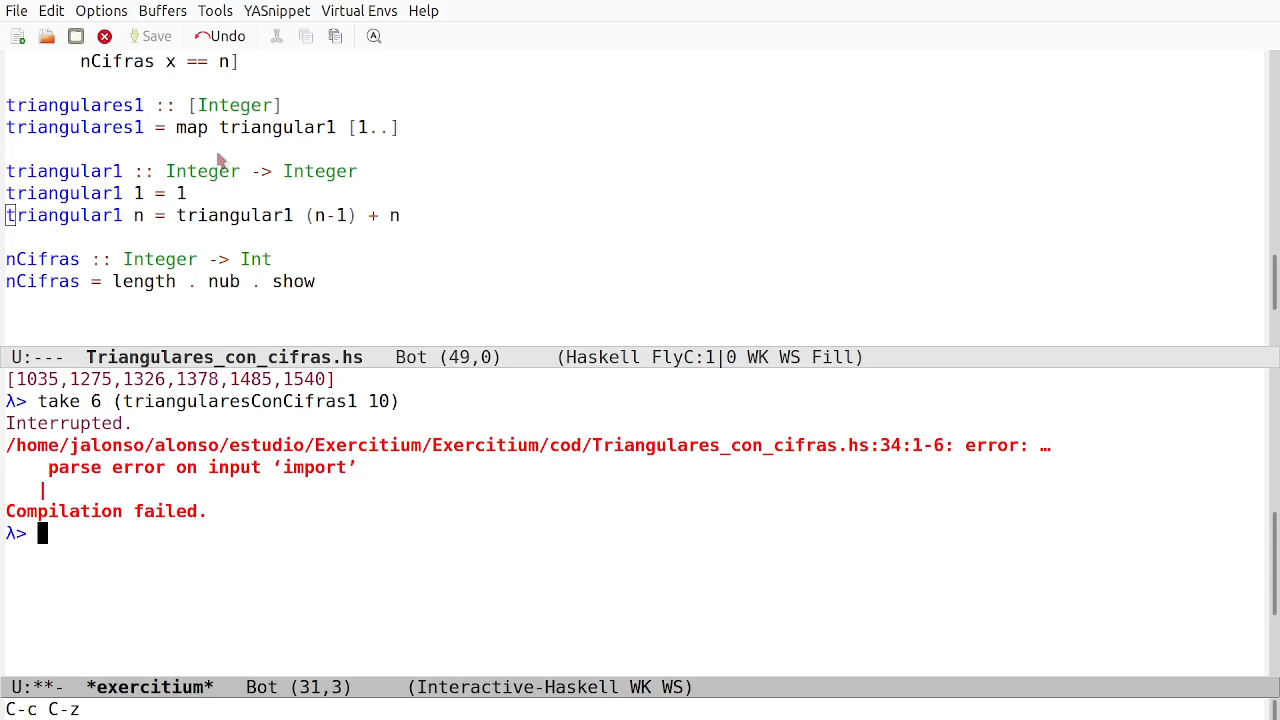 File Edit Options Buffers Tools YASnippet Virtual Envs Help
Save Undo
nCifras x == n]
triangulares1 :: [Integer]
triangulares1 = map triangular1 [1..]
triangular1 :: Integer -> Integer
triangular1 1 = 1
triangular1 n = triangular1 (n-1) + n
nCifras :: Integer -> Int
nCifras = length . nub . show
U:--- Triangulares_con_cifras.hs Bot (49,0) (Haskell FlyC:1|0 WK WS Fill)
[1035,1275,1326,1378,1485,1540]
λ> take 6 (triangularesConCifras1 10)
Interrupted.
/home/jalonso/alonso/estudio/Exercitium/Exercitium/cod/Triangulares_con_cifras.hs:34:1-6: error: …
parse error on input ‘import’
|
Compilation failed.
λ>
U:**- *exercitium* Bot (31,3) (Interactive-Haskell WK WS)
C-c C-z